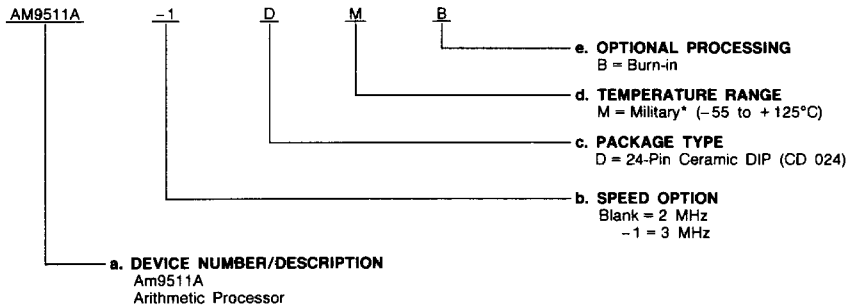 AM9511A -1 D M B
e. OPTIONAL PROCESSING
B = Burn-in
d. TEMPERATURE RANGE
M = Military* (-55 to +125°C)
c. PACKAGE TYPE
D = 24-Pin Ceramic DIP (CD 024)
b. SPEED OPTION
Blank = 2 MHz
-1 = 3 MHz
a. DEVICE NUMBER/DESCRIPTION
Am9511A
Arithmetic Processor